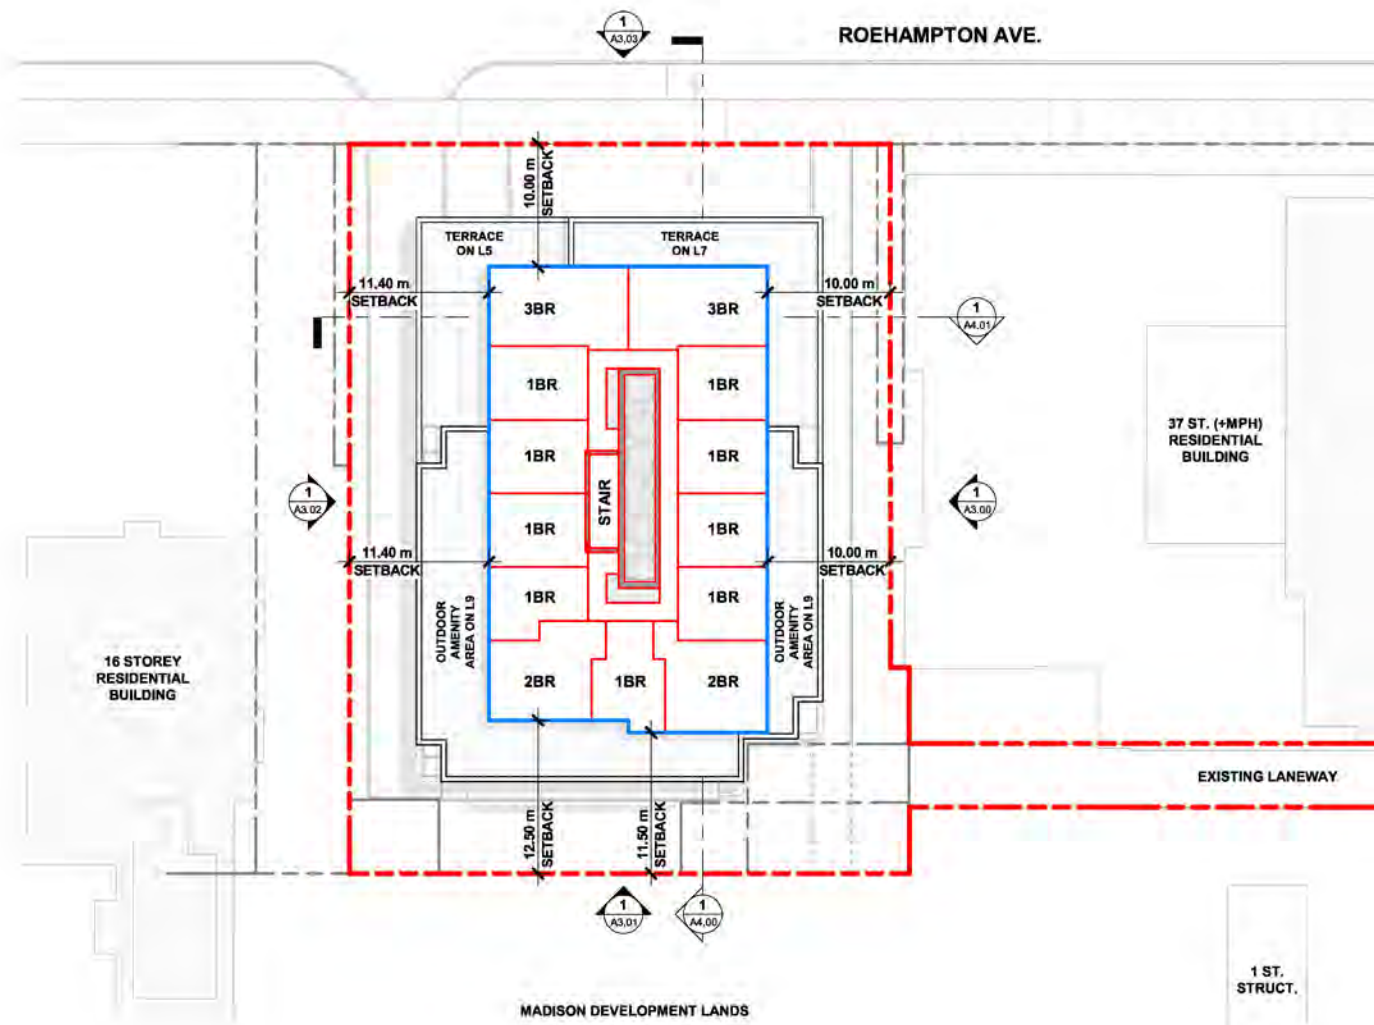 1
A3.03
ROEHAMPTON AVE.
10.00 m
SETBACK
TERRACE
ON L5
TERRACE
ON L7
11.40 m
SETBACK
10.00 m
SETBACK
3BR
3BR
1
A4.01
1BR
1BR
37 ST. (+MPH)
RESIDENTIAL
BUILDING
1BR
1BR
STAIR
1
A3.02
1
A3.00
1BR
1BR
11.40 m
SETBACK
10.00 m
SETBACK
1BR
1BR
OUTDOOR
AMENITY
AREA ON L9
OUTDOOR
AMENITY
AREA ON L9
16 STOREY
RESIDENTIAL
BUILDING
2BR
1BR
2BR
EXISTING LANEWAY
12.50 m
SETBACK
11.50 m
SETBACK
1
A3.01
1
A4.00
1 ST.
STRUCT.
MADISON DEVELOPMENT LANDS